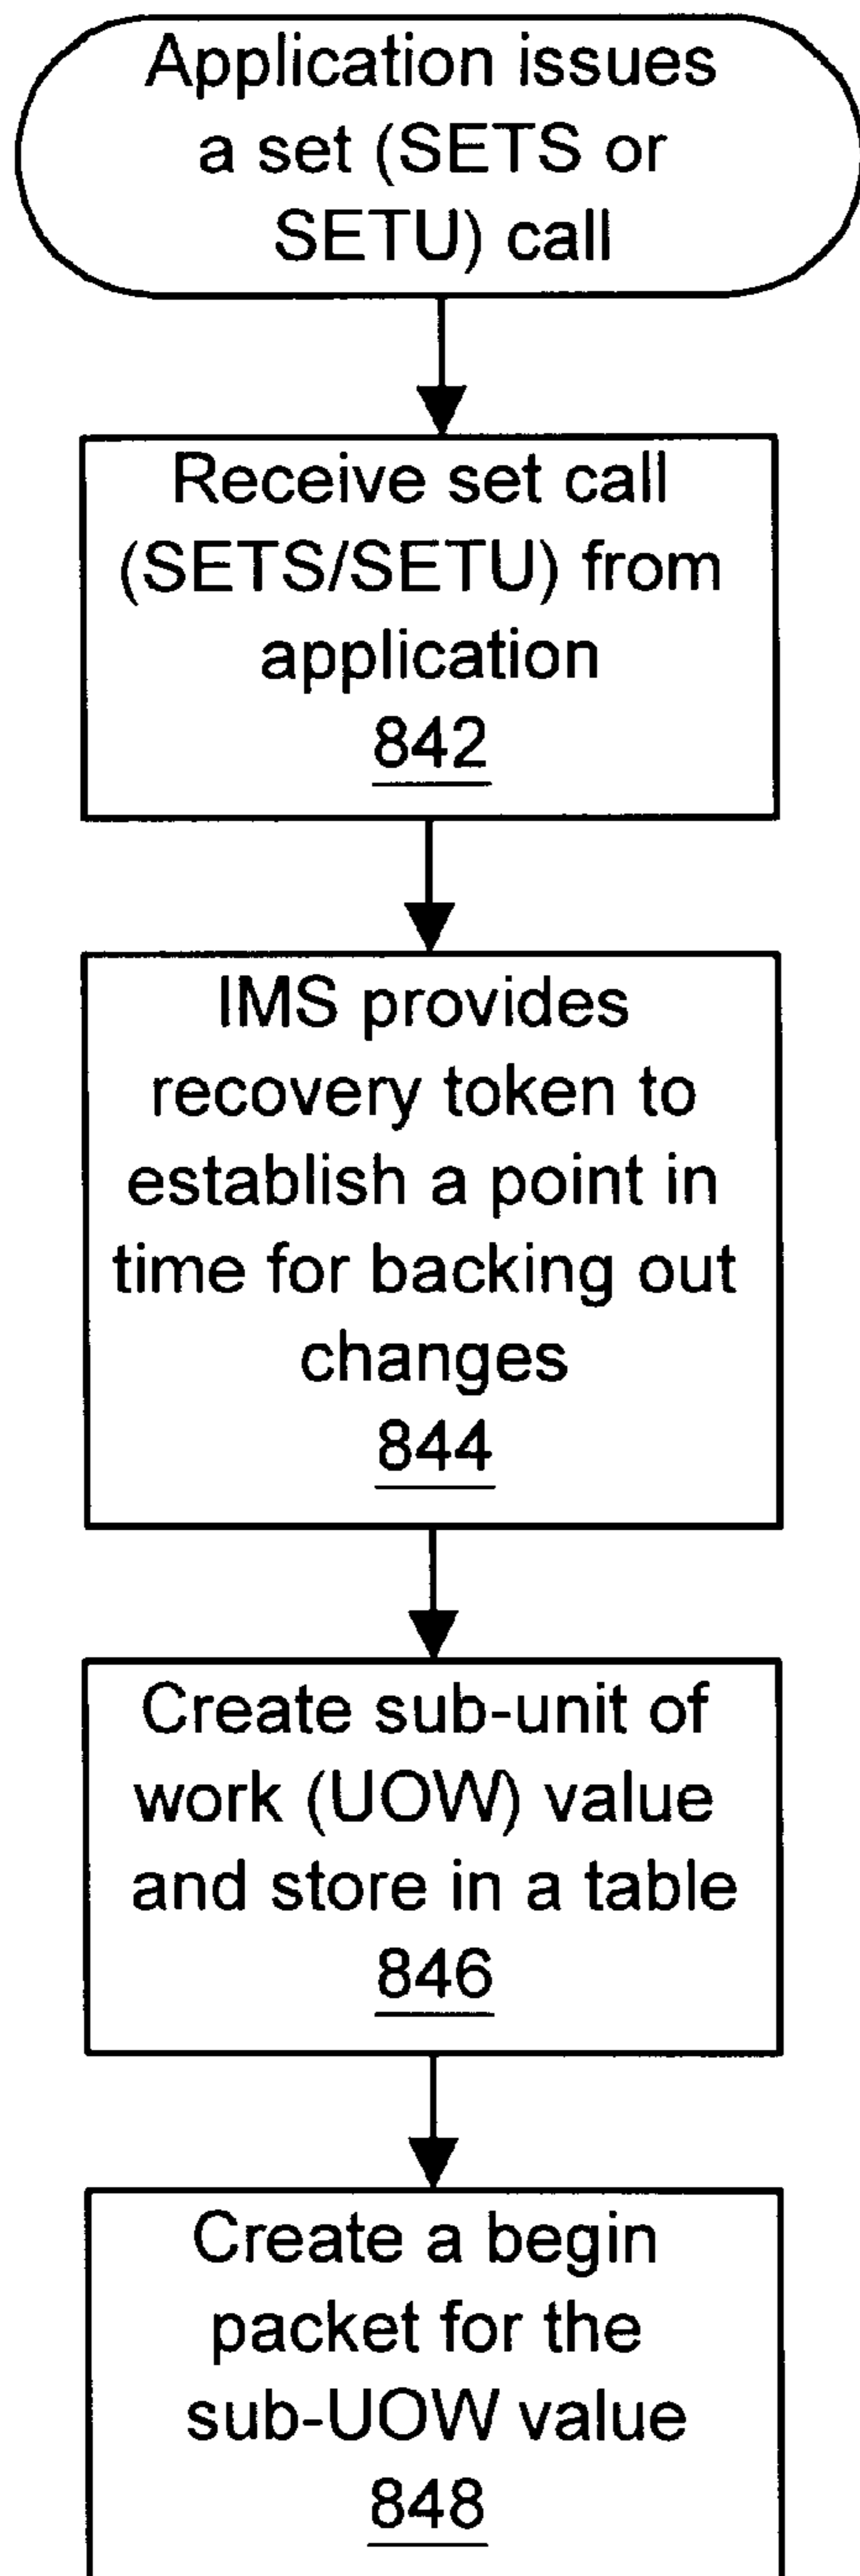 Application issues
a set (SETS or
SETU) call
Receive set call
(SETS/SETU) from
application
842
IMS provides
recovery token to
establish a point in
time for backing out
changes
844
Create sub-unit of
work (UOW) value
and store in a table
846
Create a begin
packet for the
sub-UOW value
848